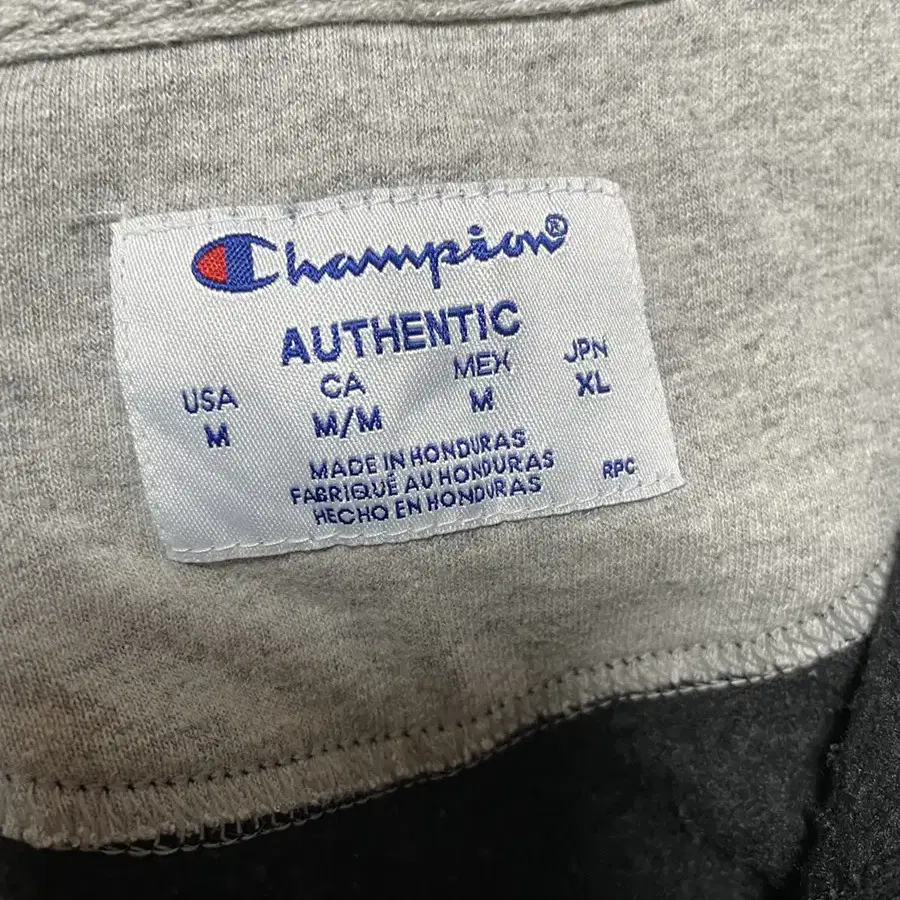 Champion®
AUTHENTIC
USA CA MEX JPN
M M/M M XL
MADE IN HONDURAS
FABRIQUÉ AU HONDURAS RPC
HECHO EN HONDURAS